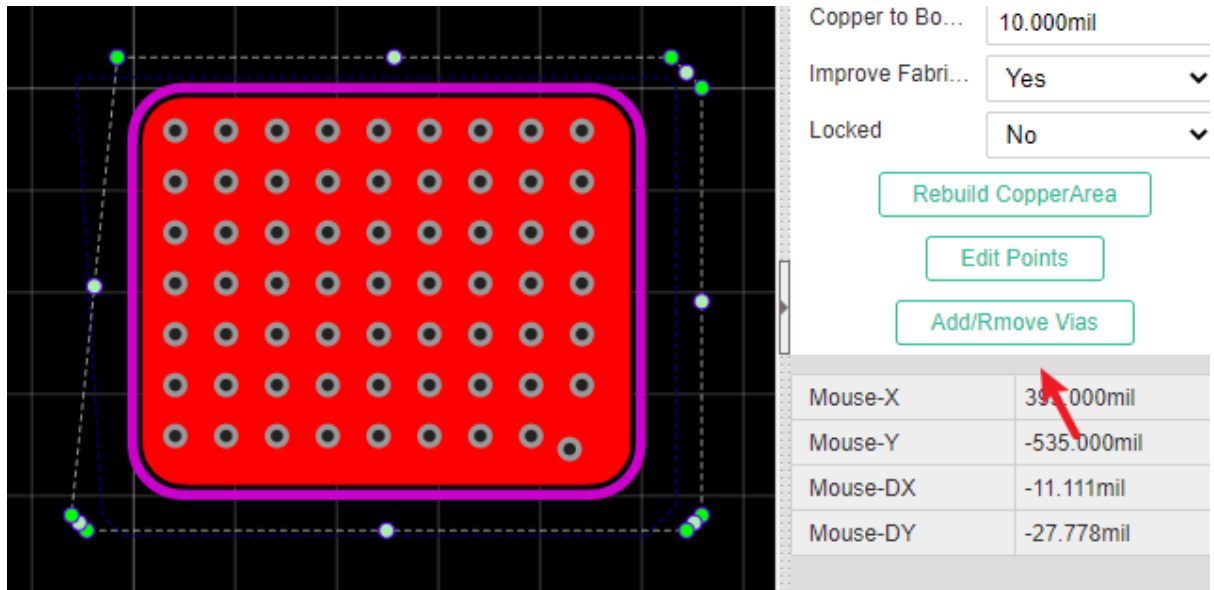 Copper to Bo...
10.000mil
Improve Fabri...
Yes
Locked
No
Rebuild CopperArea
Edit Points
Add/Rmove Vias
Mouse-X
Mouse-Y
-535.000mil
Mouse-DX
-11.111mil
Mouse-DY
-27.778mil